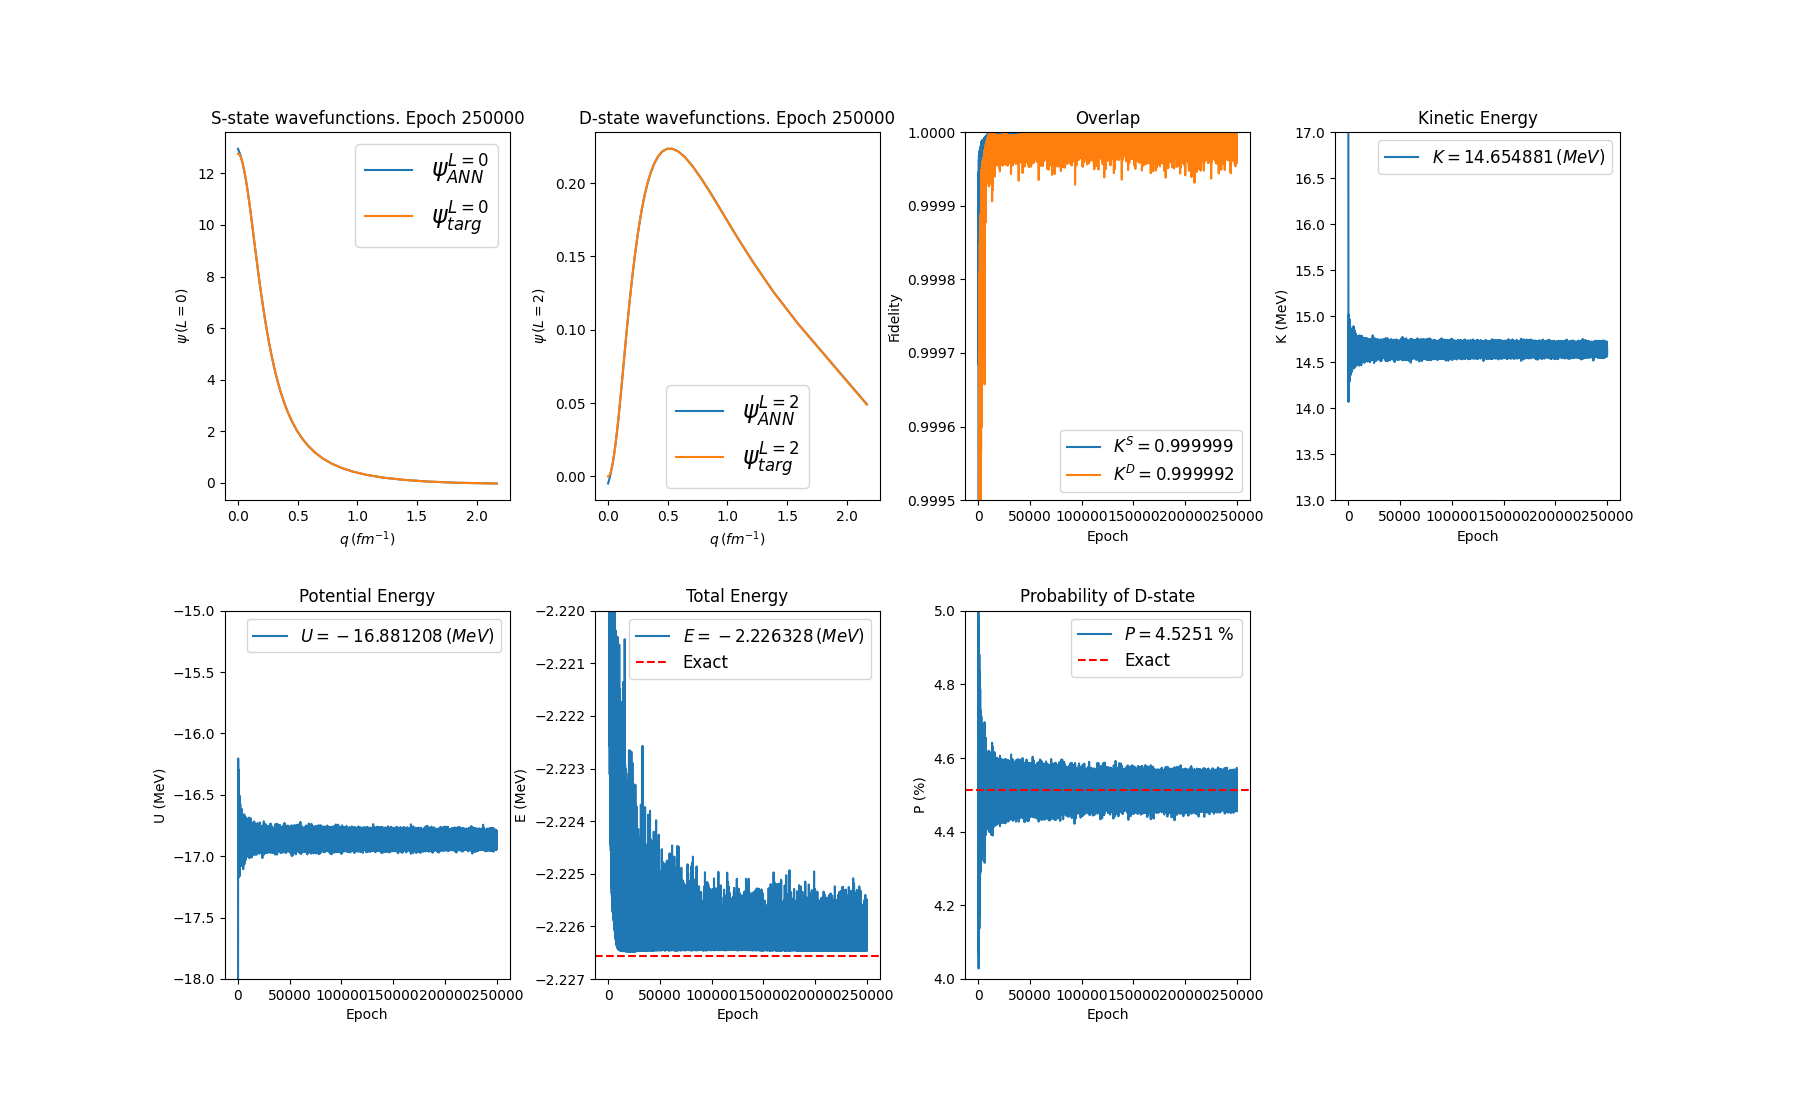 S-state wavefunctions. Epoch 250000
ψ^{L=0}_{ANN}
ψ^{L=0}_{targ}
ψ(L = 0)
12
10
8
6
4
2
0
0.0 0.5 1.0 1.5 2.0
q (fm⁻¹)
D-state wavefunctions. Epoch 250000
ψ^{L=2}_{ANN}
ψ^{L=2}_{targ}
ψ(L = 2)
0.20
0.15
0.10
0.05
0.00
0.0 0.5 1.0 1.5 2.0
q (fm⁻¹)
Overlap
Fidelity
1.0000
0.9999
0.9998
0.9997
0.9996
0.9995
K^S = 0.999999
K^D = 0.999992
0 50000 100000 150000 200000 250000
Epoch
Kinetic Energy
K = 14.654881 (MeV)
K (MeV)
17.0
16.5
16.0
15.5
15.0
14.5
14.0
13.5
13.0
0 50000 100000 150000 200000 250000
Epoch
Potential Energy
U = −16.881208 (MeV)
U (MeV)
−15.0
−15.5
−16.0
−16.5
−17.0
−17.5
−18.0
0 50000 100000 150000 200000 250000
Epoch
Total Energy
E = −2.226328 (MeV)
Exact
E (MeV)
−2.220
−2.221
−2.222
−2.223
−2.224
−2.225
−2.226
−2.227
0 50000 100000 150000 200000 250000
Epoch
Probability of D-state
P = 4.5251 %
Exact
P (%)
5.0
4.8
4.6
4.4
4.2
4.0
0 50000 100000 150000 200000 250000
Epoch